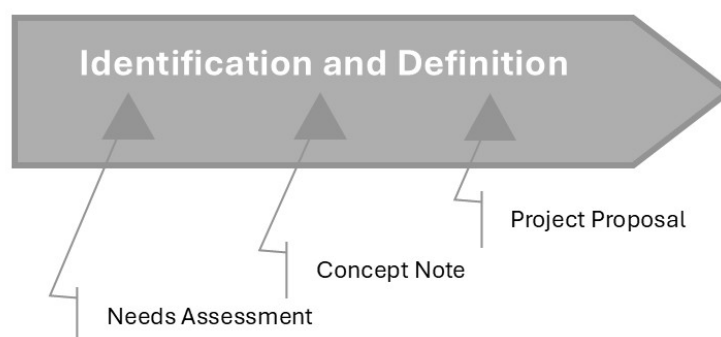 Identification and Definition
Project Proposal
Concept Note
Needs Assessment